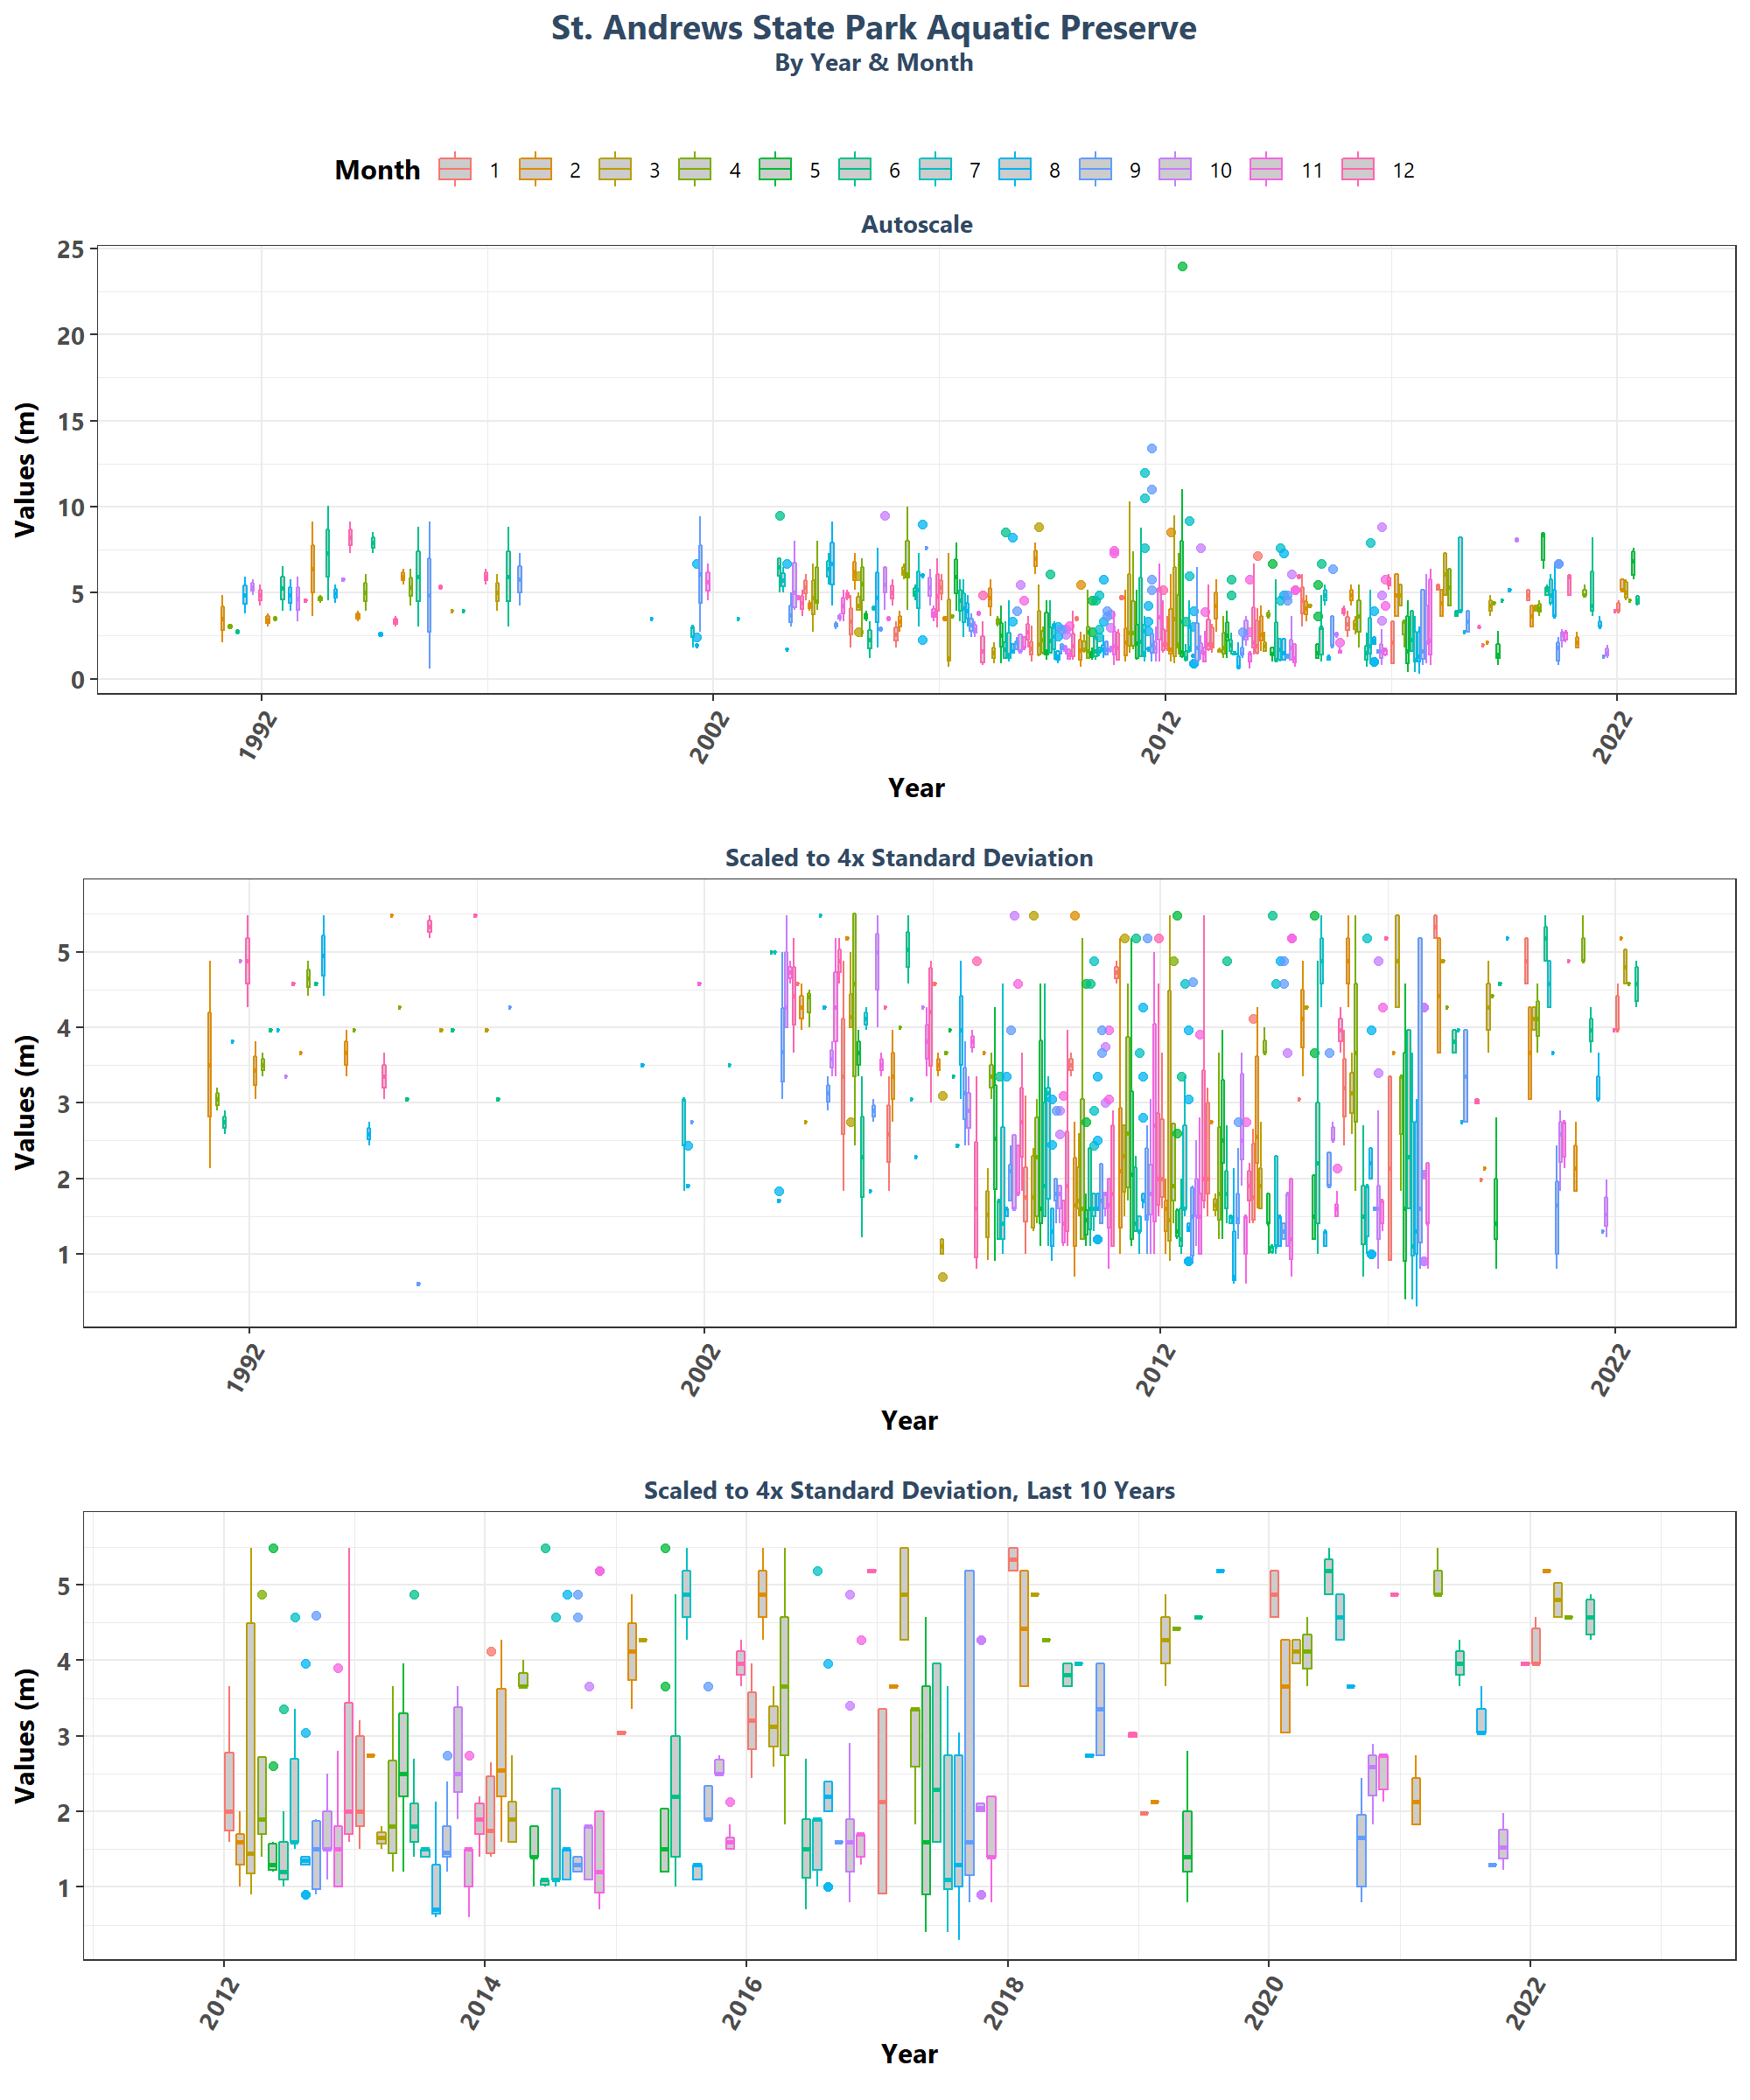 St. Andrews State Park Aquatic Preserve
By Year & Month
Month 1 2 3 4 5 6 7 8 9 10 11 12
Autoscale
Values (m)
25
20
15
10
5
0
1992 2002 2012 2022
Year
Scaled to 4x Standard Deviation
Values (m)
5
4
3
2
1
1992 2002 2012 2022
Year
Scaled to 4x Standard Deviation, Last 10 Years
Values (m)
5
4
3
2
1
2012 2014 2016 2018 2020 2022
Year